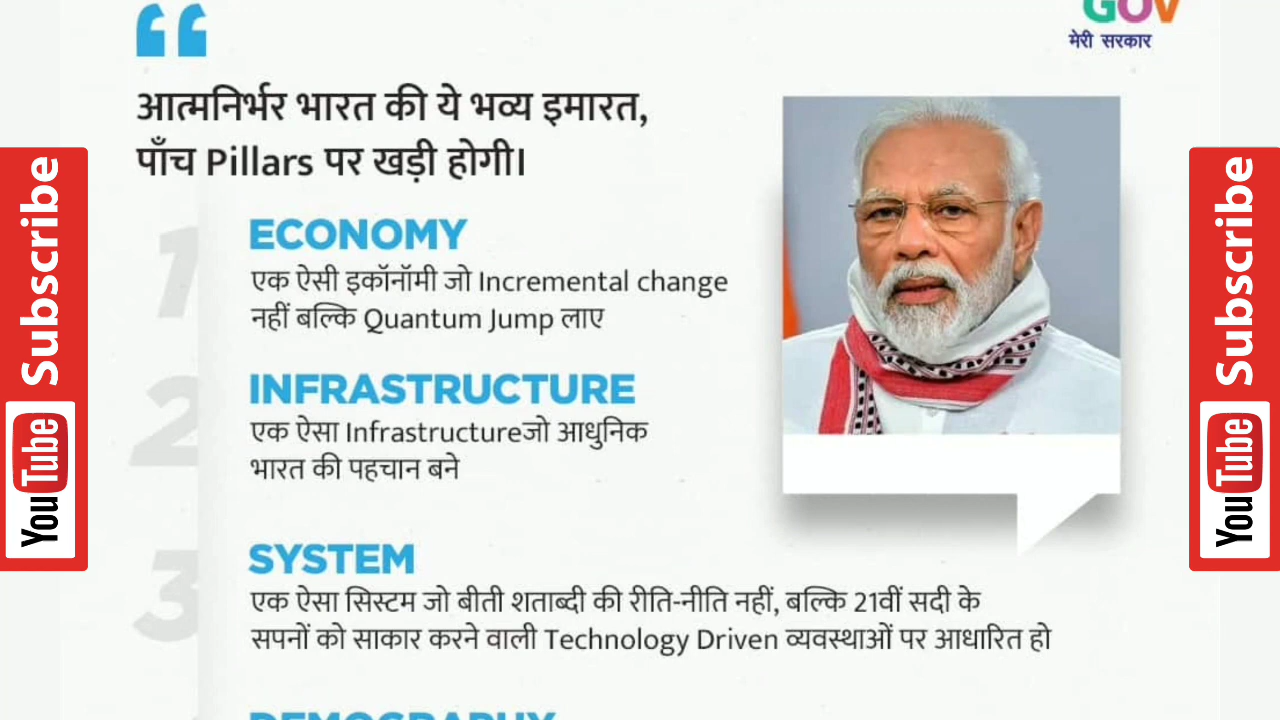 GOV
मेरी सरकार
आत्मनिर्भर भारत की ये भव्य इमारत,
पाँच Pillars पर खड़ी होगी।
1
ECONOMY
एक ऐसी इकॉनॉमी जो Incremental change
नहीं बल्कि Quantum Jump लाए
2
INFRASTRUCTURE
एक ऐसा Infrastructureजो आधुनिक
भारत की पहचान बने
3
SYSTEM
एक ऐसा सिस्टम जो बीती शताब्दी की रीति-नीति नहीं, बल्कि 21वीं सदी के
सपनों को साकार करने वाली Technology Driven व्यवस्थाओं पर आधारित हो
DEMOGRAPHY
YouTube Subscribe
YouTube Subscribe